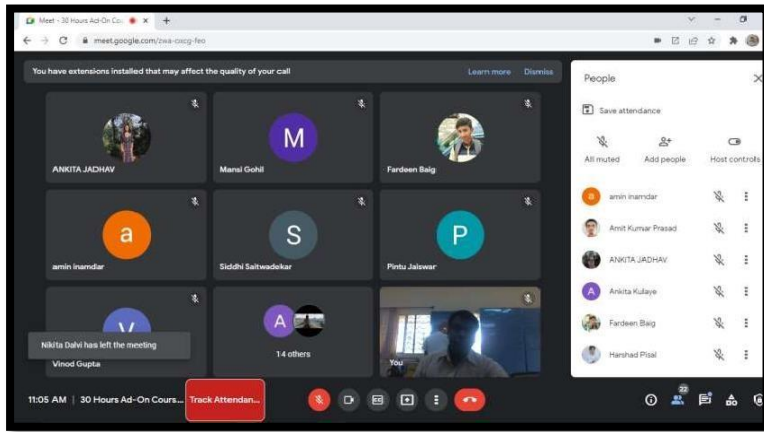 Meet - 30 Hours Ad-On Co
meet.google.com/zwa-cxcg-feo
You have extensions installed that may affect the quality of your call
Learn more Dismiss
ANKITA JADHAV
M
Mansi Gohil
Fardeen Baig
a
amin inamdar
S
Siddhi Saitwadekar
P
Pintu Jaiswar
V
Vinod Gupta
Nikita Dalvi has left the meeting
A
14 others
You
People
Save attendance
All muted
Add people
Host controls
a amin inamdar
Amit Kumar Prasad
ANKITA JADHAV
A Ankita Kulaye
Fardeen Baig
Harshad Pisal
11:05 AM | 30 Hours Ad-On Cours...
Track Attendan...
22